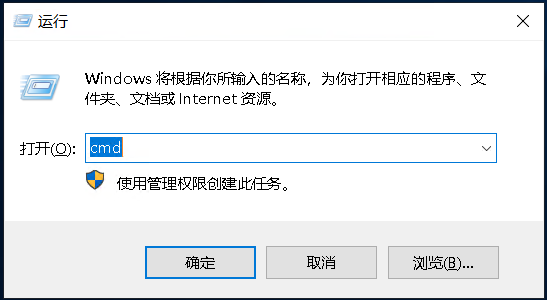 运行
Windows 将根据你所输入的名称，为你打开相应的程序、文
件夹、文档或 Internet 资源。
打开(O): cmd
使用管理权限创建此任务。
确定 取消 浏览(B)...